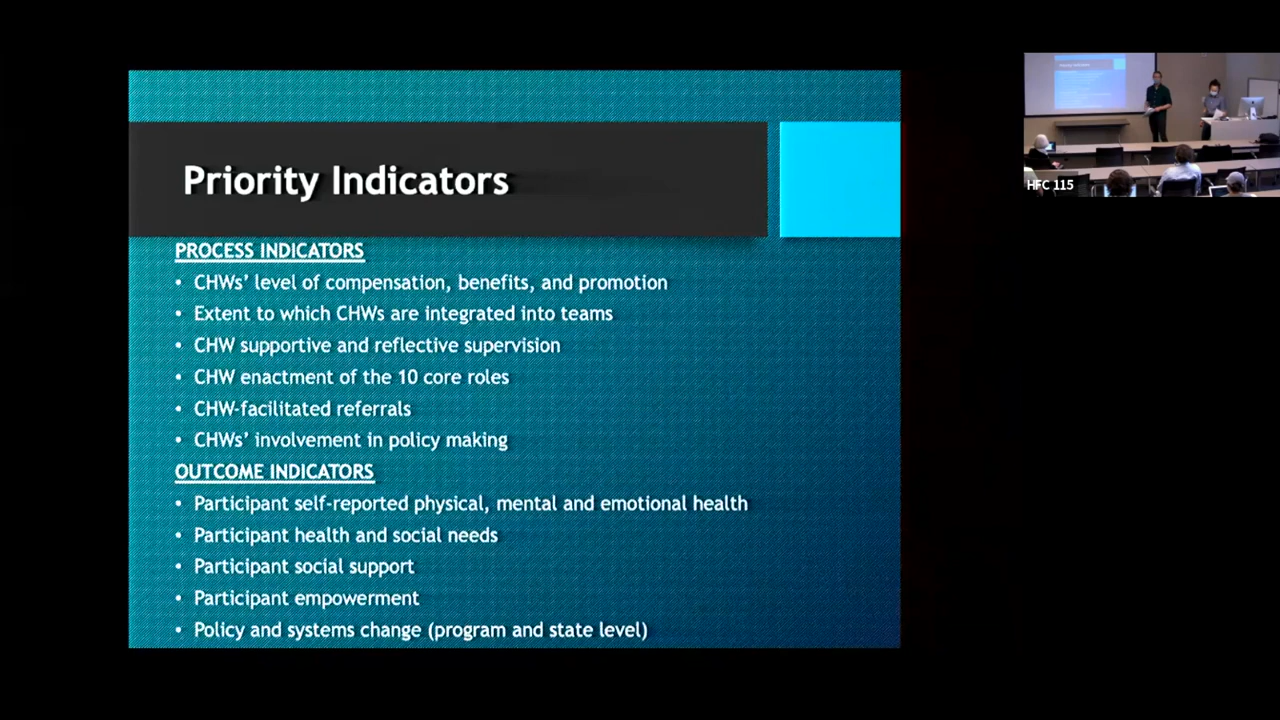 Priority Indicators
PROCESS INDICATORS
• CHWs’ level of compensation, benefits, and promotion
• Extent to which CHWs are integrated into teams
• CHW supportive and reflective supervision
• CHW enactment of the 10 core roles
• CHW-facilitated referrals
• CHWs’ involvement in policy making
OUTCOME INDICATORS
• Participant self-reported physical, mental and emotional health
• Participant health and social needs
• Participant social support
• Participant empowerment
• Policy and systems change (program and state level)
HFC 115